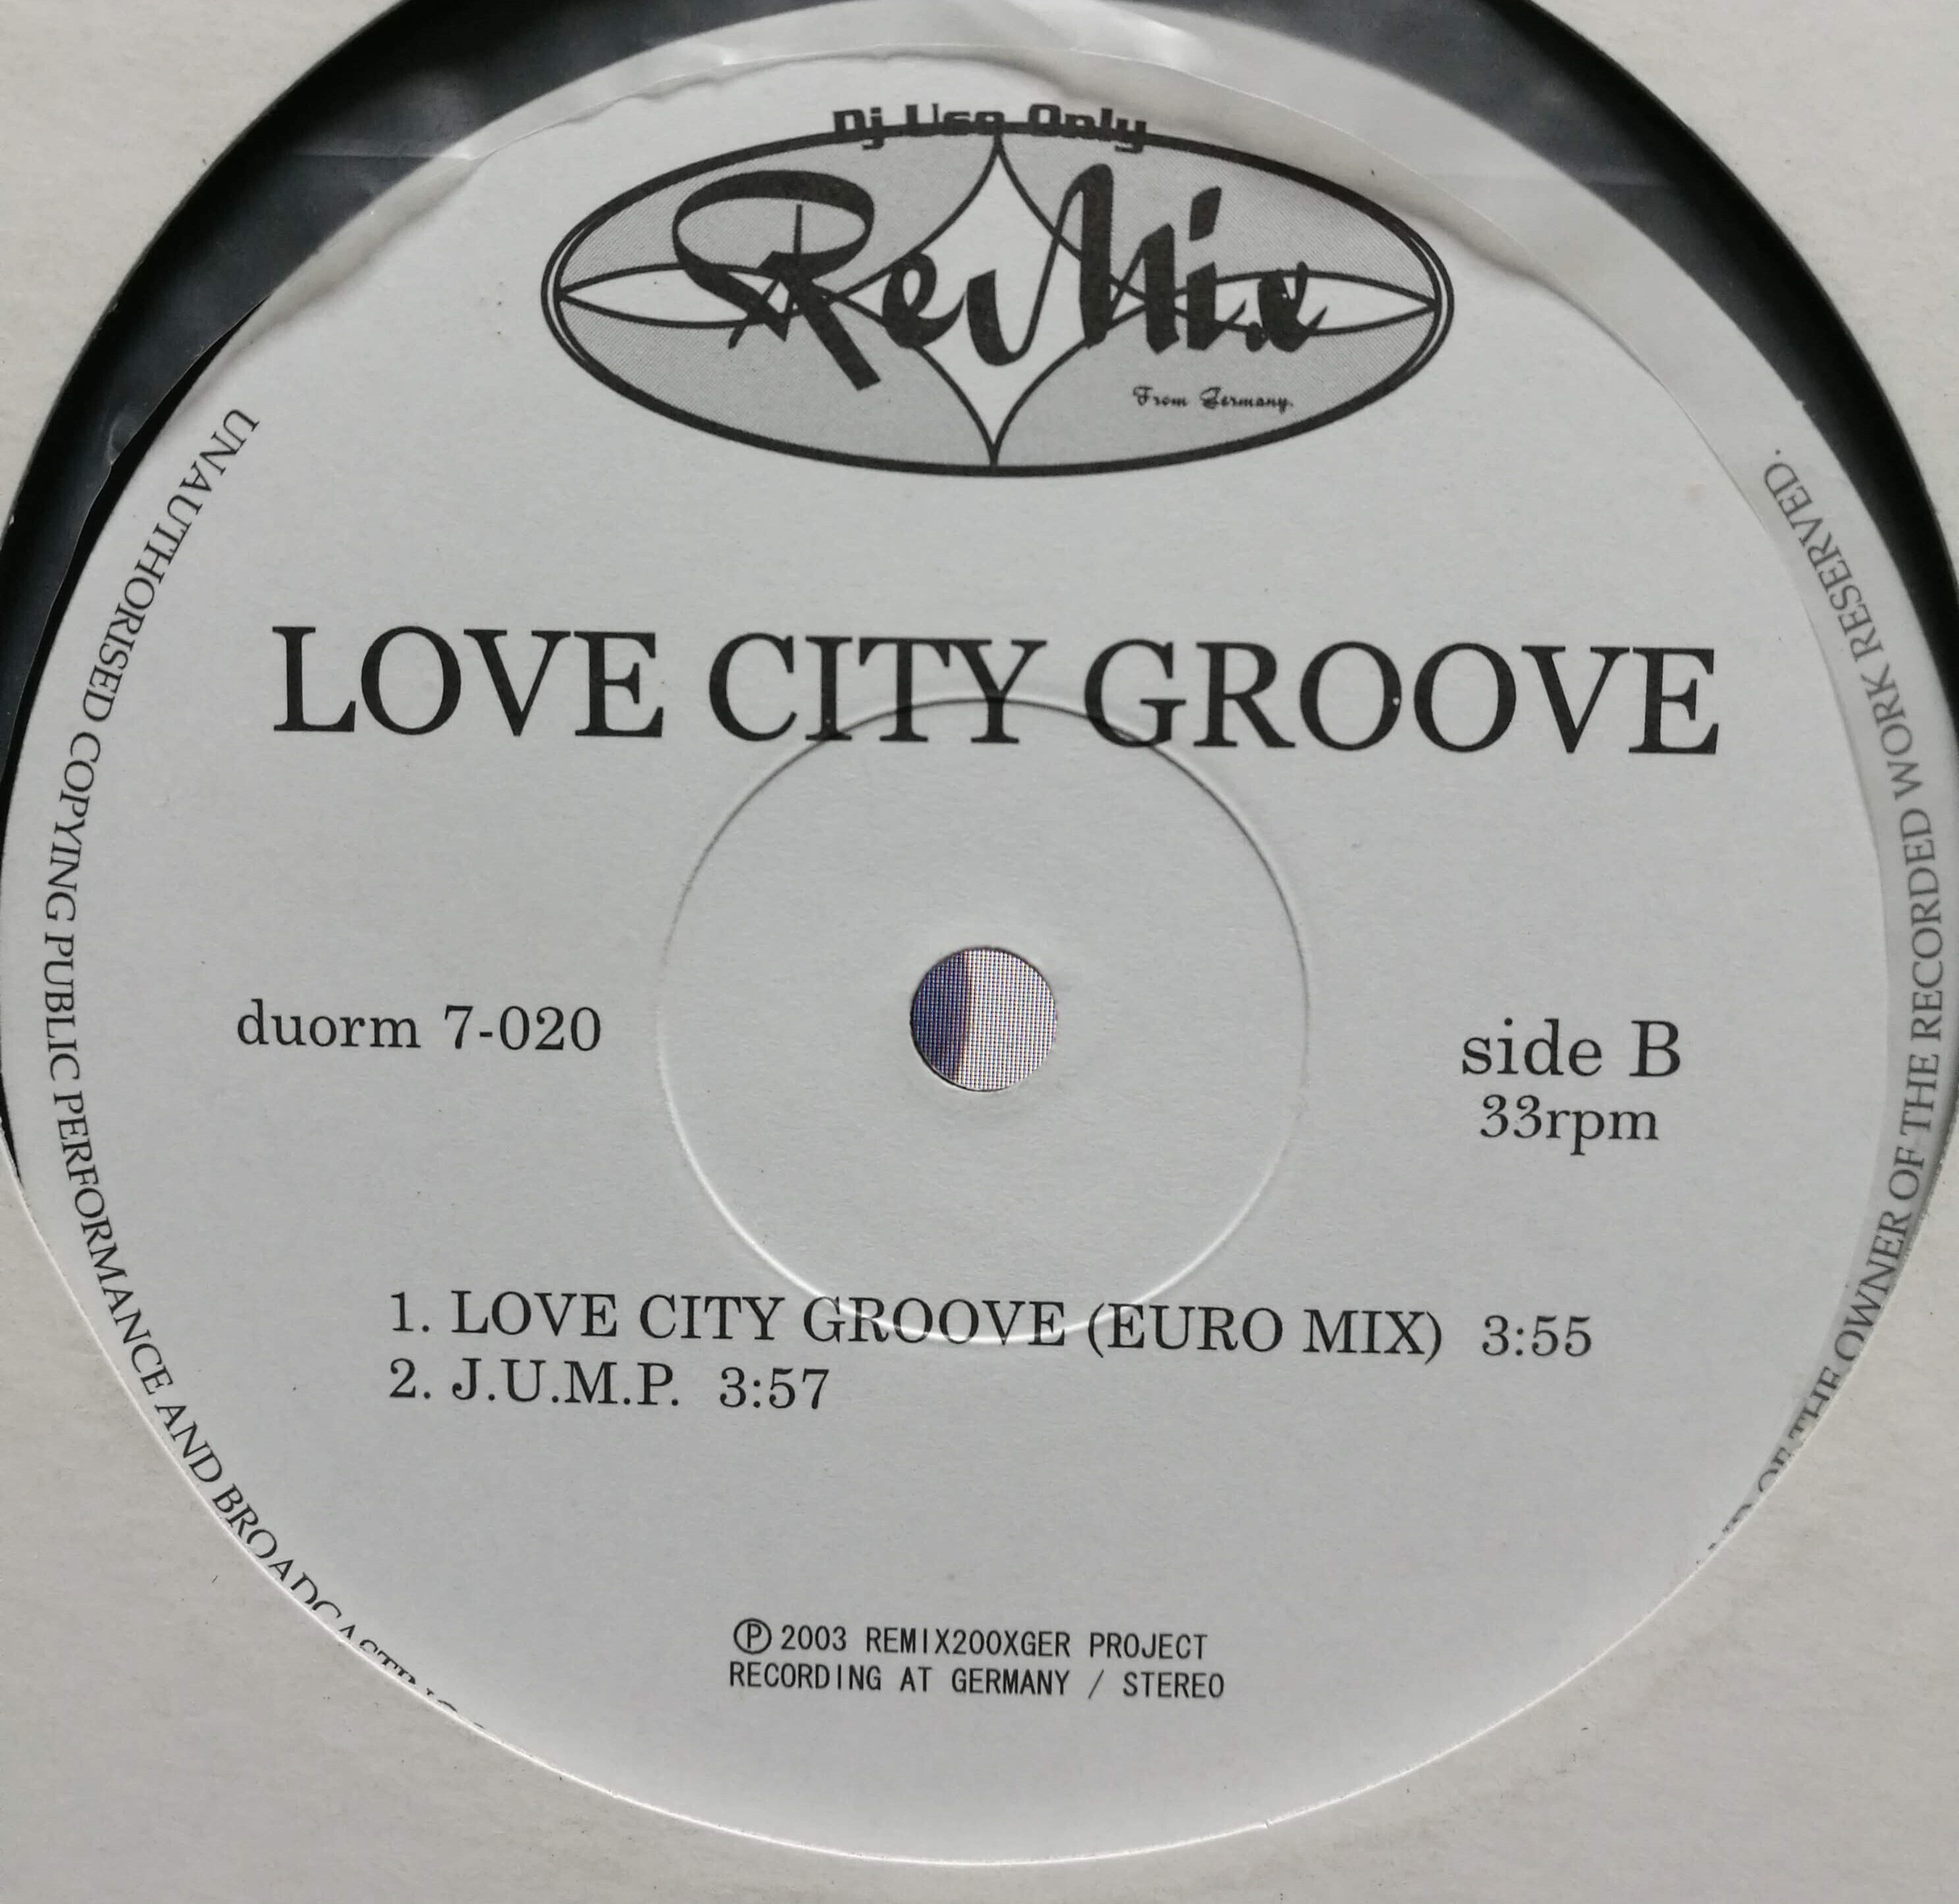 Dj Use Only
ReMix
From Germany.
LOVE CITY GROOVE
duorm 7-020
side B
33rpm
1. LOVE CITY GROOVE (EURO MIX) 3:55
2. J.U.M.P. 3:57
℗ 2003 REMIX200XGER PROJECT
RECORDING AT GERMANY / STEREO
UNAUTHORISED COPYING PUBLIC PERFORMANCE AND BROADCASTING
OF THE OWNER OF THE RECORDED WORK RESERVED.